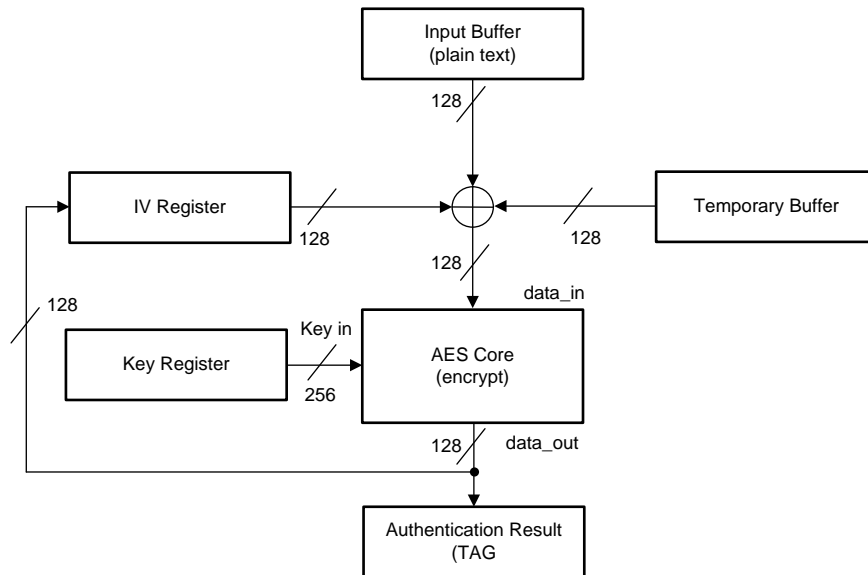 Input Buffer
(plain text)
128
IV Register
128
128
Temporary Buffer
128
data_in
128
Key in
Key Register
256
AES Core
(encrypt)
128
data_out
Authentication Result
(TAG